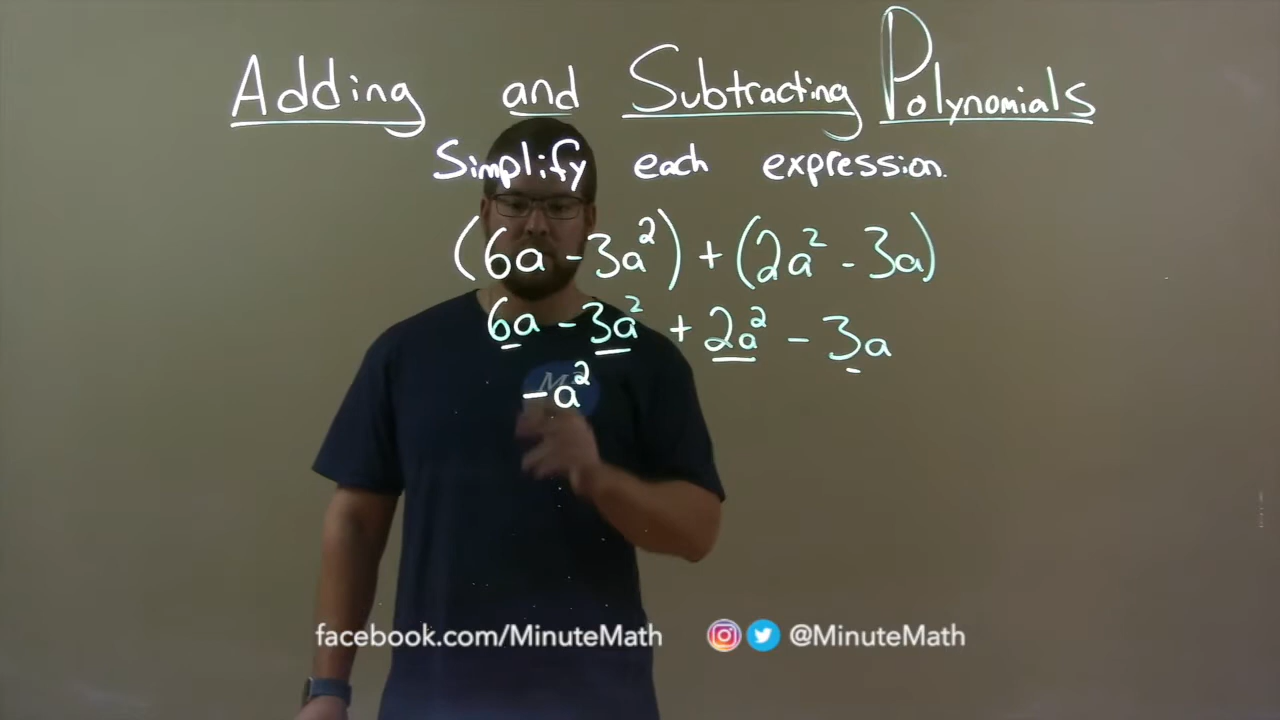 Adding and Subtracting Polynomials
Simplify each expression.
(6a - 3a²) + (2a² - 3a)
6a - 3a² + 2a² - 3a
-a²
facebook.com/MinuteMath @MinuteMath